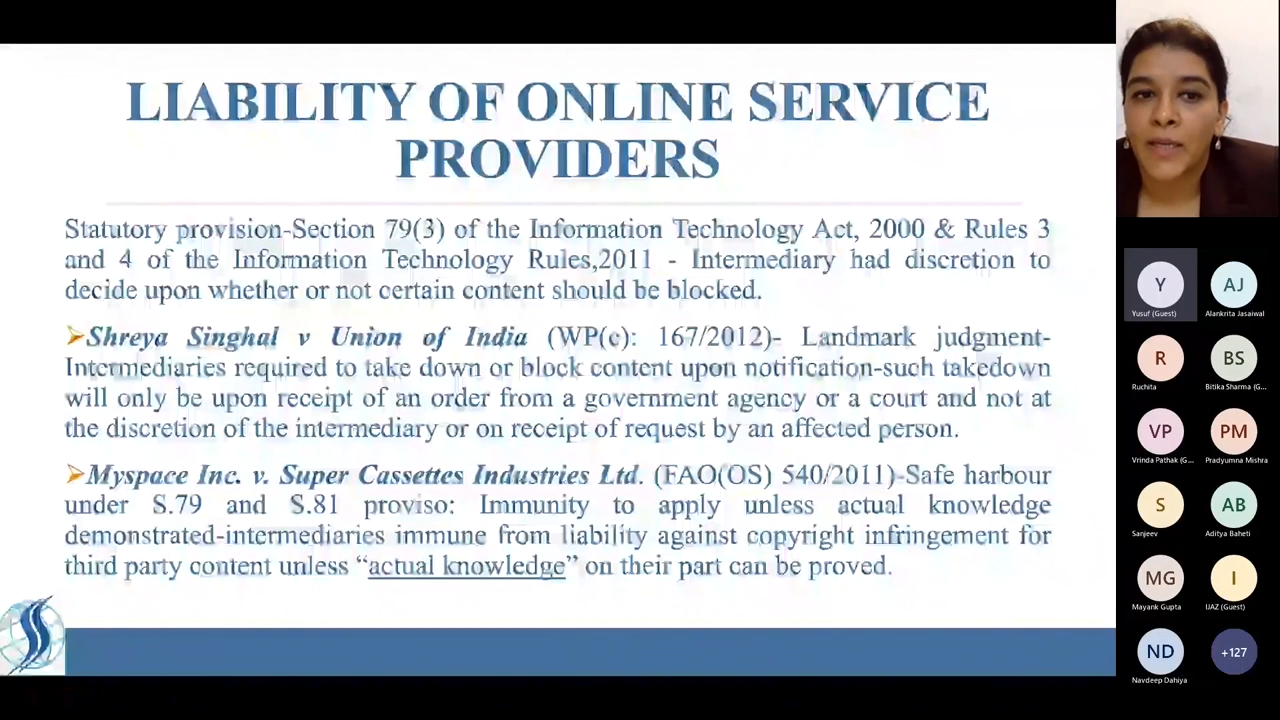 LIABILITY OF ONLINE SERVICE
PROVIDERS
Statutory provision-Section 79(3) of the Information Technology Act, 2000 & Rules 3
and 4 of the Information Technology Rules,2011 - Intermediary had discretion to
decide upon whether or not certain content should be blocked.
➢Shreya Singhal v Union of India (WP(c): 167/2012)- Landmark judgment-
Intermediaries required to take down or block content upon notification-such takedown
will only be upon receipt of an order from a government agency or a court and not at
the discretion of the intermediary or on receipt of request by an affected person.
➢Myspace Inc. v. Super Cassettes Industries Ltd. (FAO(OS) 540/2011)-Safe harbour
under S.79 and S.81 proviso: Immunity to apply unless actual knowledge
demonstrated-intermediaries immune from liability against copyright infringement for
third party content unless “actual knowledge” on their part can be proved.
Y AJ
Yusuf (Guest) Alankrita Jasaiwal
R BS
Ruchita Bitika Sharma (G...
VP PM
Vrinda Pathak (G... Pradyumna Mishra
S AB
Sanjeev Aditya Baheti
MG I
Mayank Gupta IJAZ (Guest)
ND +127
Navdeep Dahiya